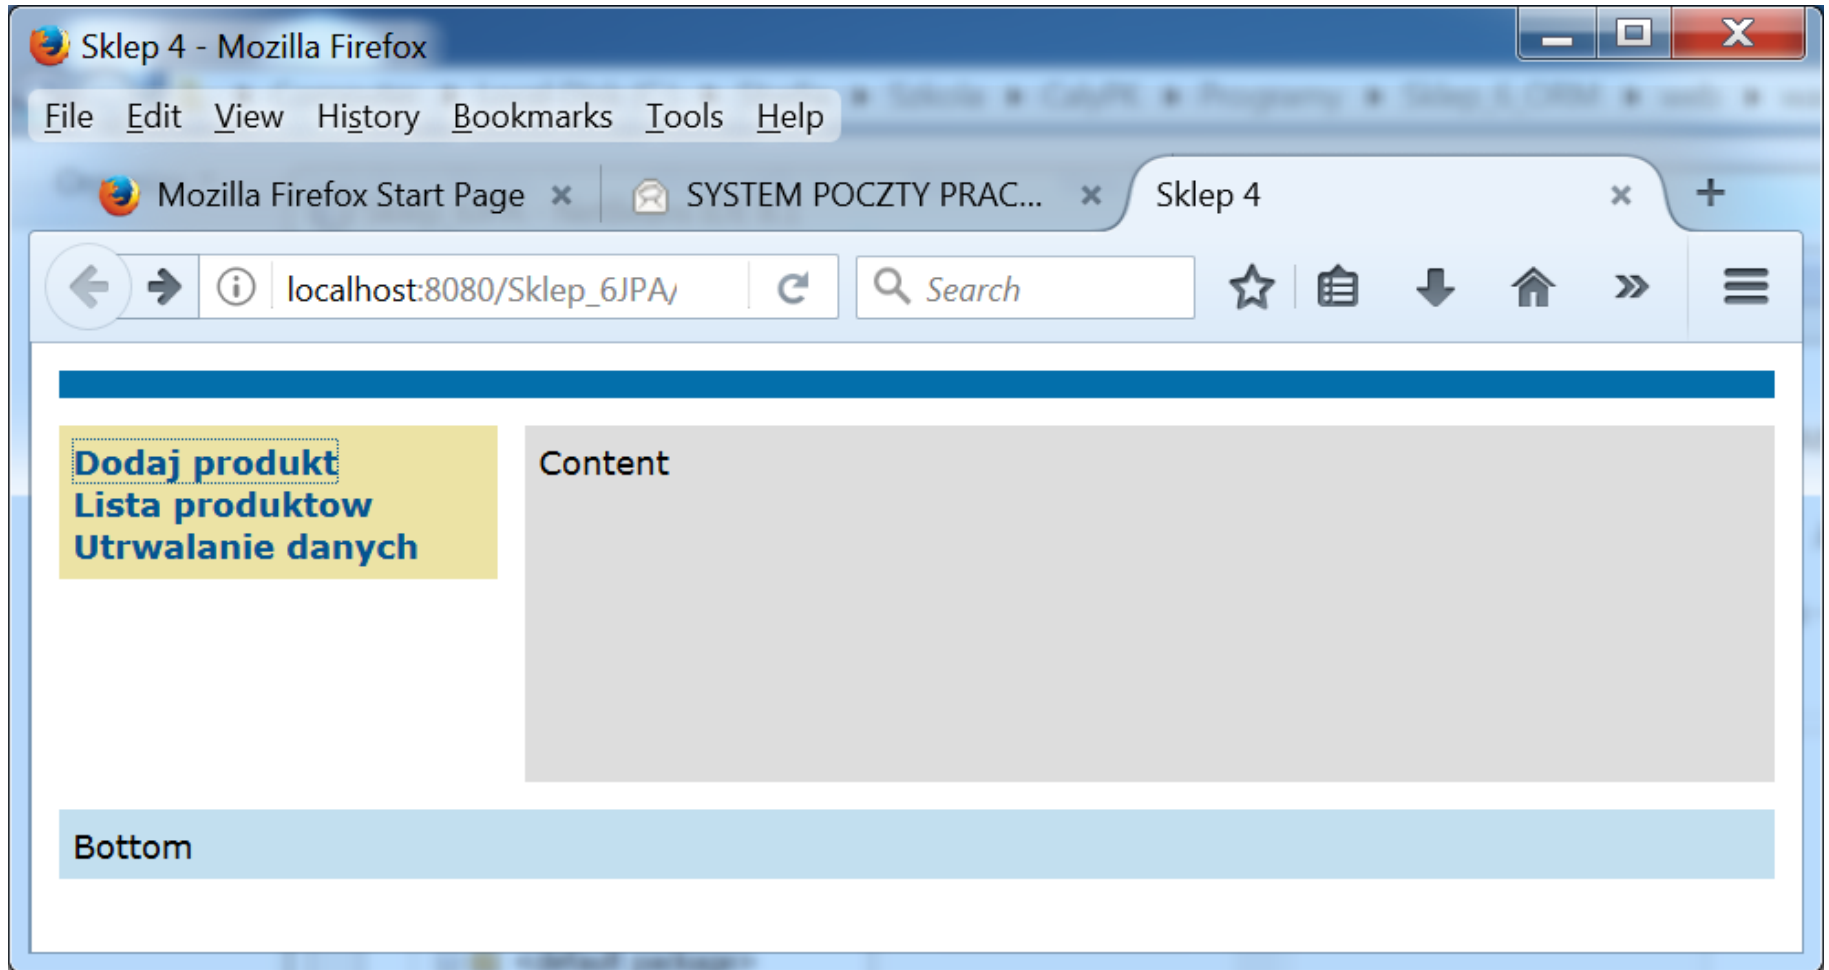 Sklep 4 - Mozilla Firefox
File Edit View History Bookmarks Tools Help
Mozilla Firefox Start Page SYSTEM POCZTY PRAC... Sklep 4
localhost:8080/Sklep_6JPA/ Search
Dodaj produkt
Content
Lista produktow
Utrwalanie danych
Bottom